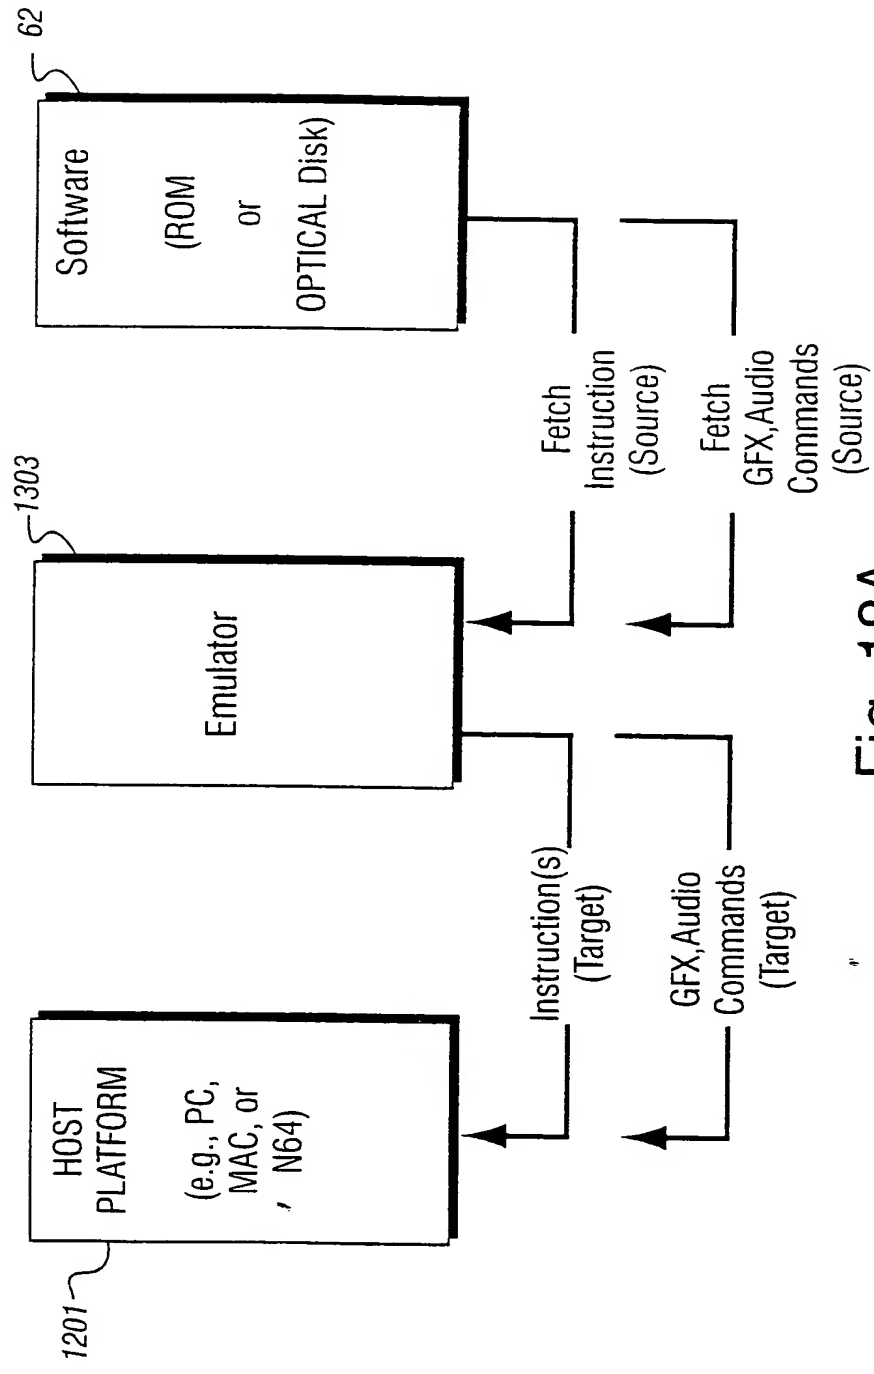 1201
HOST
PLATFORM
(e.g., PC,
MAC, or
, N64)
1303
Emulator
62
Software
(ROM
or
OPTICAL Disk)
Instruction(s)
(Target)
GFX,Audio
Commands
(Target)
Fetch
Instruction
(Source)
Fetch
GFX,Audio
Commands
(Source)
Fig.